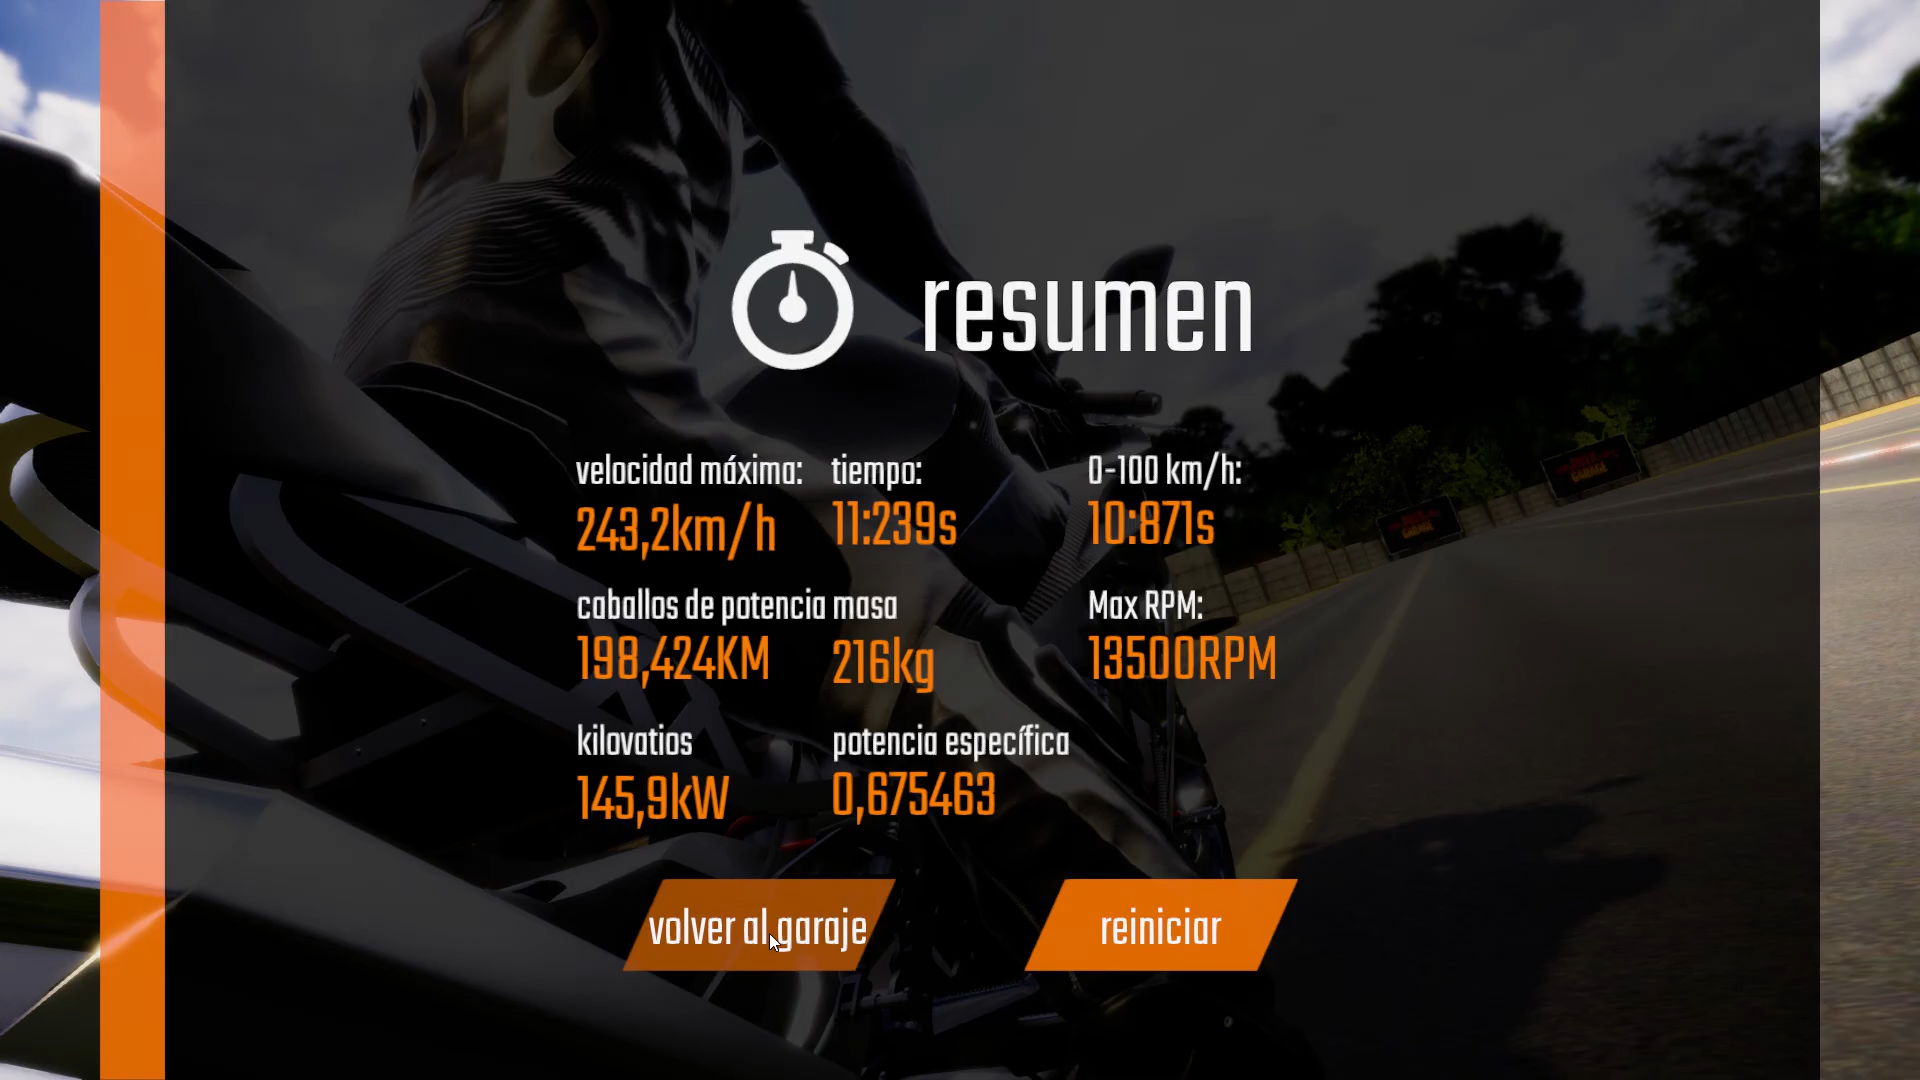 resumen
velocidad máxima: tiempo: 0-100 km/h:
243,2km/h 11:239s 10:871s
caballos de potencia masa Max RPM:
198,424KM 216kg 13500RPM
kilovatios potencia específica
145,9kW 0,675463
volver al garaje reiniciar